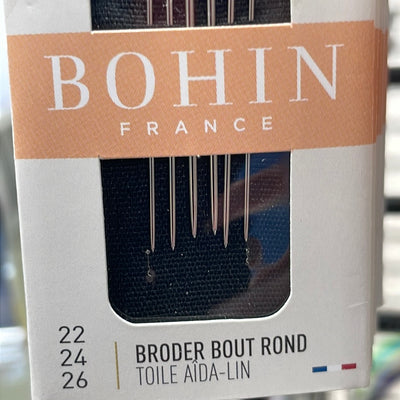 BOHIN
FRANCE
22
24
26
BRODER BOUT ROND
TOILE AÏDA-LIN